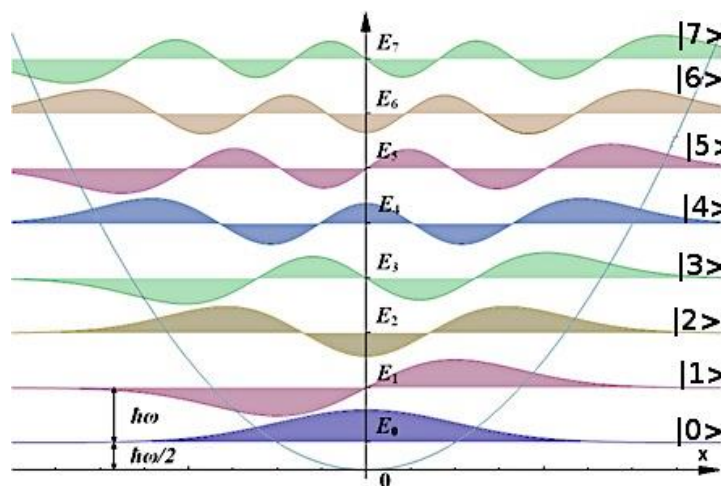 E₇ |7>
|6>
E₆
E₅ |5>
E₄ |4>
E₃ |3>
E₂ |2>
E₁ |1>
ħω
E₀ |0>
ħω/2
0
x